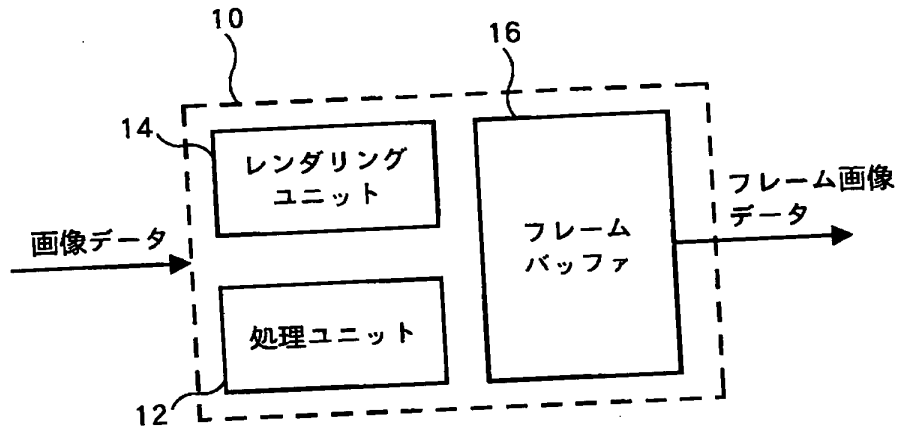 16
10
14
レンダリング
ユニット
フレーム画像
データ
画像データ
フレーム
バッファ
処理ユニット
12